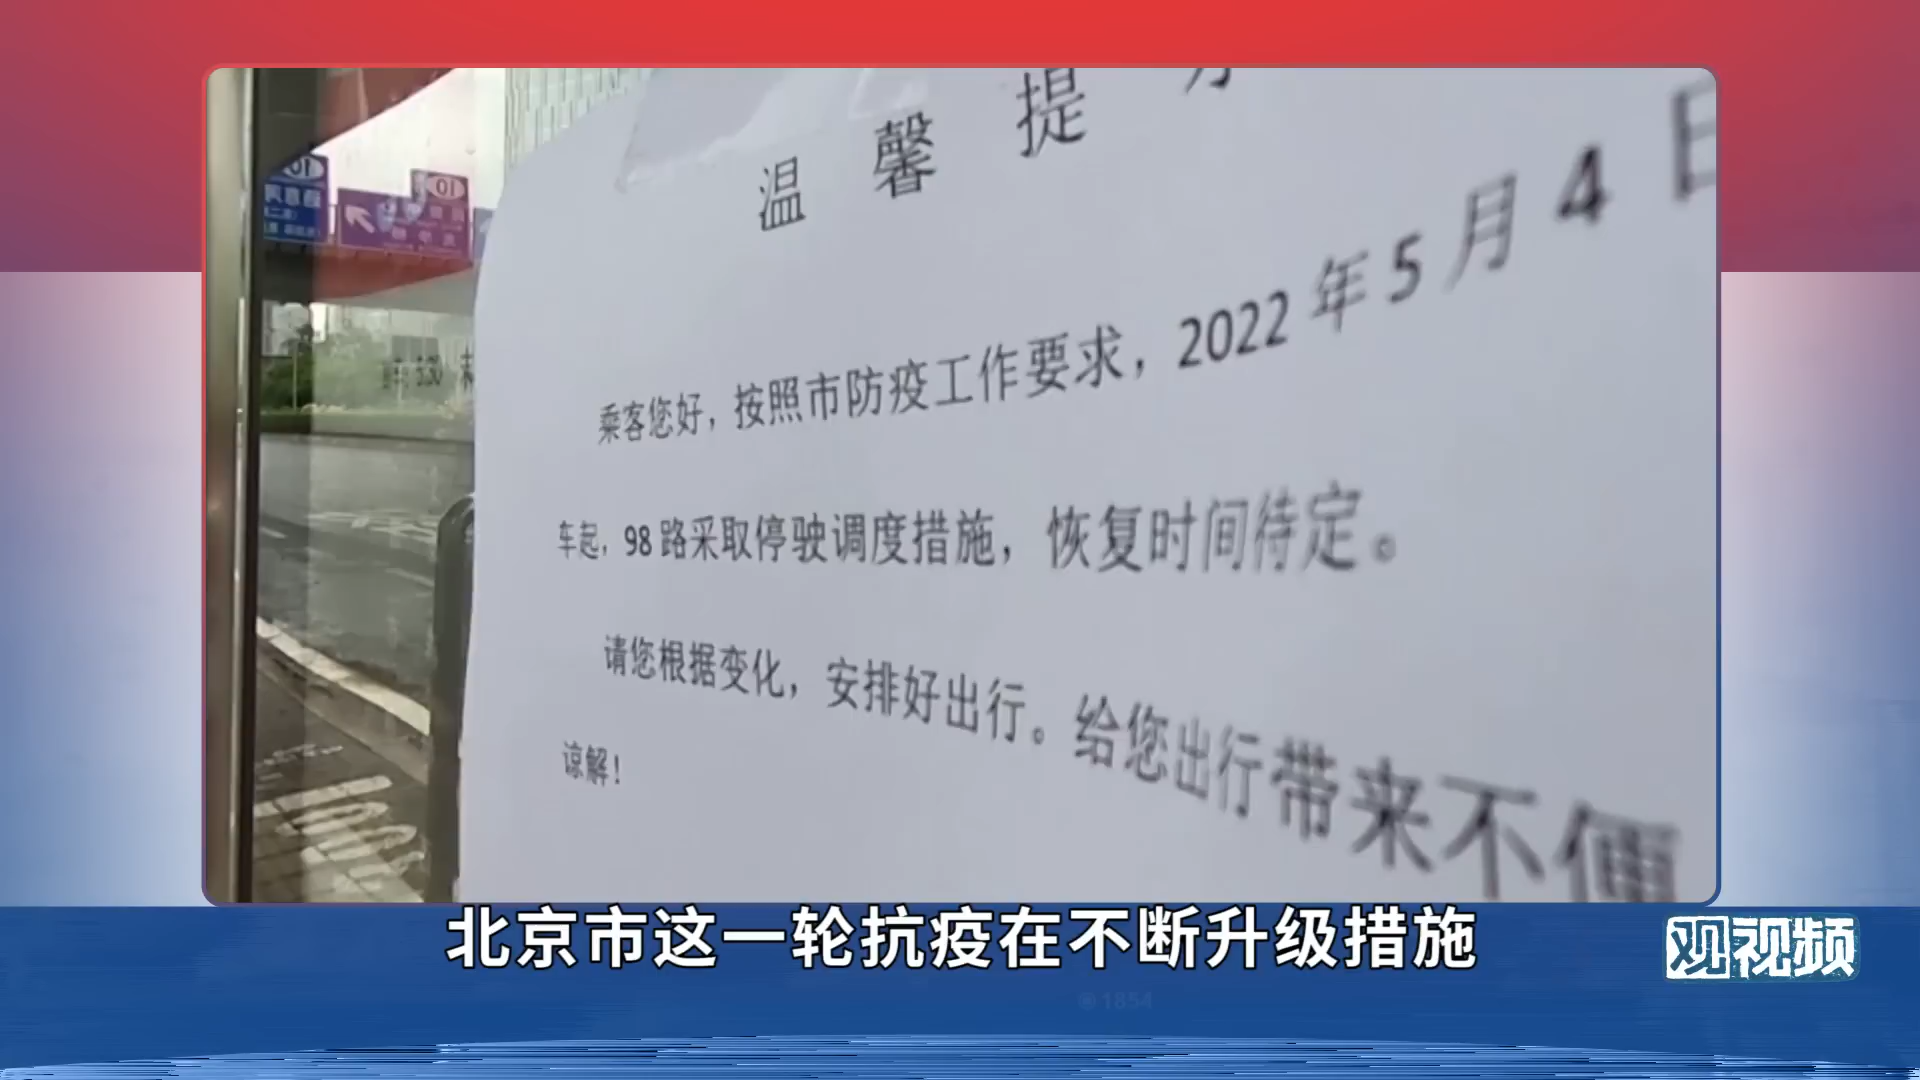 温馨提
乘客您好，按照市防疫工作要求，2022年5月4日
车起，98路采取停驶调度措施，恢复时间待定。
请您根据变化，安排好出行。给您出行带来不便
谅解！
北京市这一轮抗疫在不断升级措施
观视频
1854